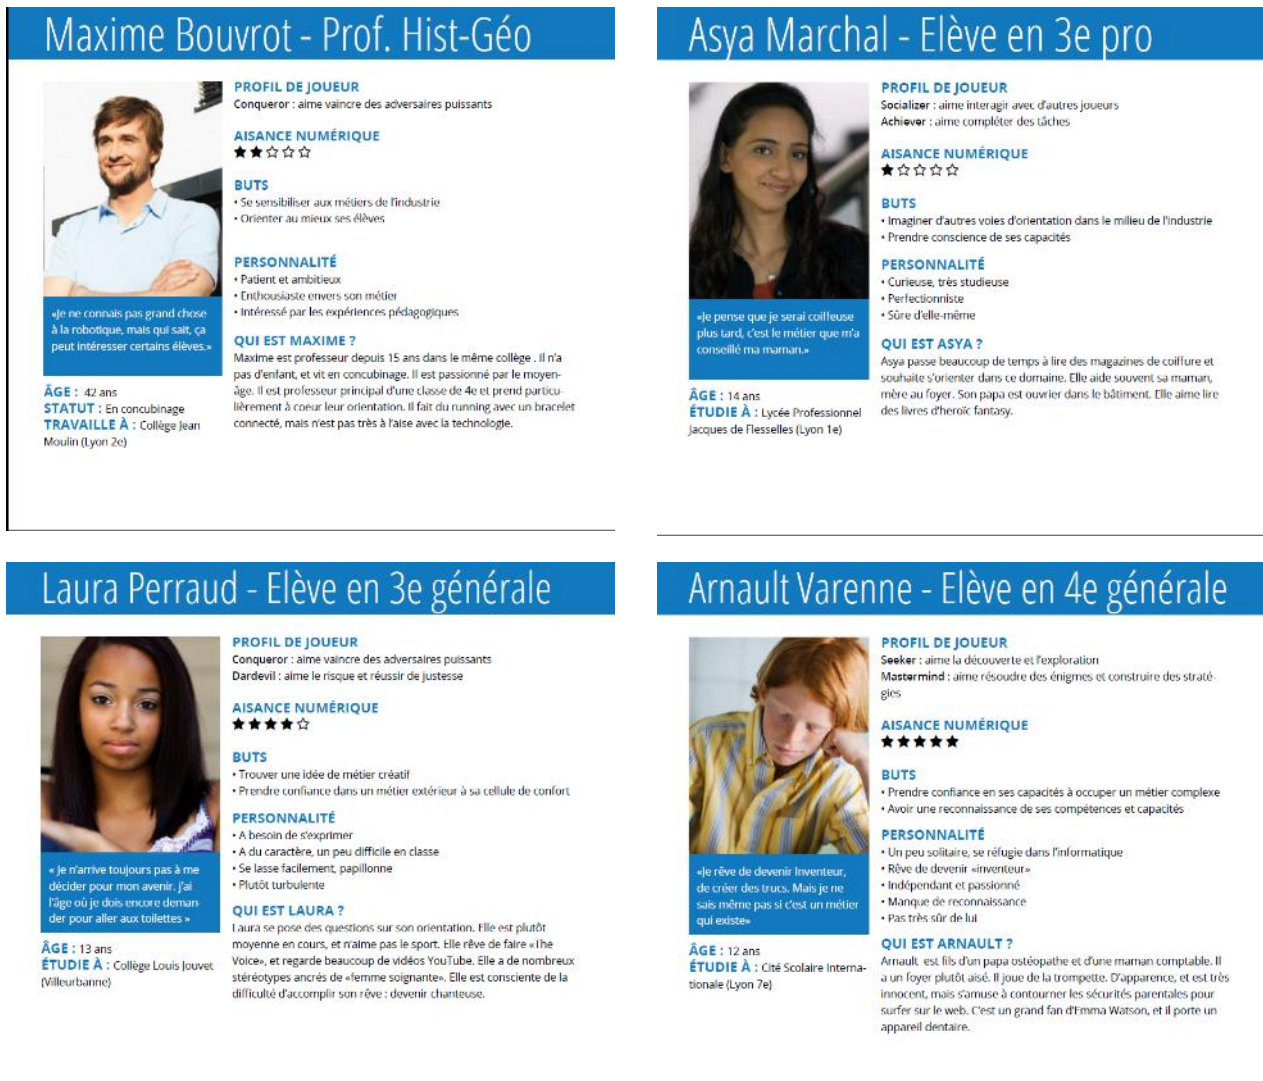 Maxime Bouvrot - Prof. Hist-Géo
PROFIL DE JOUEUR
Conqueror : aime vaincre des adversaires puissants
AISANCE NUMÉRIQUE
★★☆☆☆
BUTS
• Se sensibiliser aux métiers de l'industrie
• Orienter au mieux ses élèves
PERSONNALITÉ
• Patient et ambitieux
• Enthousiaste envers son métier
• Intéressé par les expériences pédagogiques
«Je ne connais pas grand chose
à la robotique, mais qui sait, ça
peut intéresser certains élèves.»
QUI EST MAXIME ?
Maxime est professeur depuis 15 ans dans le même collège . Il n'a
pas d'enfant, et vit en concubinage. Il est passionné par le moyen-
âge. Il est professeur principal d'une classe de 4e et prend particu-
lièrement à coeur leur orientation. Il fait du running avec un bracelet
connecté, mais n'est pas très à l'aise avec la technologie.
ÂGE : 42 ans
STATUT : En concubinage
TRAVAILLE À : Collège Jean
Moulin (Lyon 2e)
Asya Marchal - Elève en 3e pro
PROFIL DE JOUEUR
Socializer : aime interagir avec d'autres joueurs
Achiever : aime compléter des tâches
AISANCE NUMÉRIQUE
★☆☆☆☆
BUTS
• Imaginer d'autres voies d'orientation dans le milieu de l'industrie
• Prendre conscience de ses capacités
PERSONNALITÉ
• Curieuse, très studieuse
• Perfectionniste
• Sûre d'elle-même
«Je pense que je serai coiffeuse
plus tard, c'est le métier que m'a
conseillé ma maman.»
QUI EST ASYA ?
Asya passe beaucoup de temps à lire des magazines de coiffure et
souhaite s'orienter dans ce domaine. Elle aide souvent sa maman,
mère au foyer. Son papa est ouvrier dans le bâtiment. Elle aime lire
des livres d'heroïc fantasy.
ÂGE : 14 ans
ÉTUDIE À : Lycée Professionnel
Jacques de Flesselles (Lyon 1e)
Laura Perraud - Elève en 3e générale
PROFIL DE JOUEUR
Conqueror : aime vaincre des adversaires puissants
Dardevil : aime le risque et réussir de justesse
AISANCE NUMÉRIQUE
★★★★☆
BUTS
• Trouver une idée de métier créatif
• Prendre confiance dans un métier extérieur à sa cellule de confort
PERSONNALITÉ
• A besoin de s'exprimer
• A du caractère, un peu difficile en classe
• Se lasse facilement, papillonne
• Plutôt turbulente
« Je n'arrive toujours pas à me
décider pour mon avenir. j'ai
l'âge où je dois encore deman-
der pour aller aux toilettes »
QUI EST LAURA ?
Laura se pose des questions sur son orientation. Elle est plutôt
moyenne en cours, et n'aime pas le sport. Elle rêve de faire «The
Voice», et regarde beaucoup de vidéos YouTube. Elle a de nombreux
stéréotypes ancrés de «femme soignante». Elle est consciente de la
difficulté d'accomplir son rêve : devenir chanteuse.
ÂGE : 13 ans
ÉTUDIE À : Collège Louis Jouvet
(Villeurbanne)
Arnault Varenne - Elève en 4e générale
PROFIL DE JOUEUR
Seeker : aime la découverte et l'exploration
Mastermind : aime résoudre des énigmes et construire des straté-
gies
AISANCE NUMÉRIQUE
★★★★★
BUTS
• Prendre confiance en ses capacités à occuper un métier complexe
• Avoir une reconnaissance de ses compétences et capacités
PERSONNALITÉ
• Un peu solitaire, se réfugie dans l'informatique
• Rêve de devenir «inventeur»
• Indépendant et passionné
• Manque de reconnaissance
• Pas très sûr de lui
«Je rêve de devenir Inventeur,
de créer des trucs. Mais je ne
sais même pas si c'est un métier
qui existe»
QUI EST ARNAULT ?
Arnault est fils d'un papa ostéopathe et d'une maman comptable. Il
a un foyer plutôt aisé. Il joue de la trompette. D'apparence, et est très
innocent, mais s'amuse à contourner les sécurités parentales pour
surfer sur le web. C'est un grand fan d'Emma Watson, et il porte un
appareil dentaire.
ÂGE : 12 ans
ÉTUDIE À : Cité Scolaire Interna-
tionale (Lyon 7e)